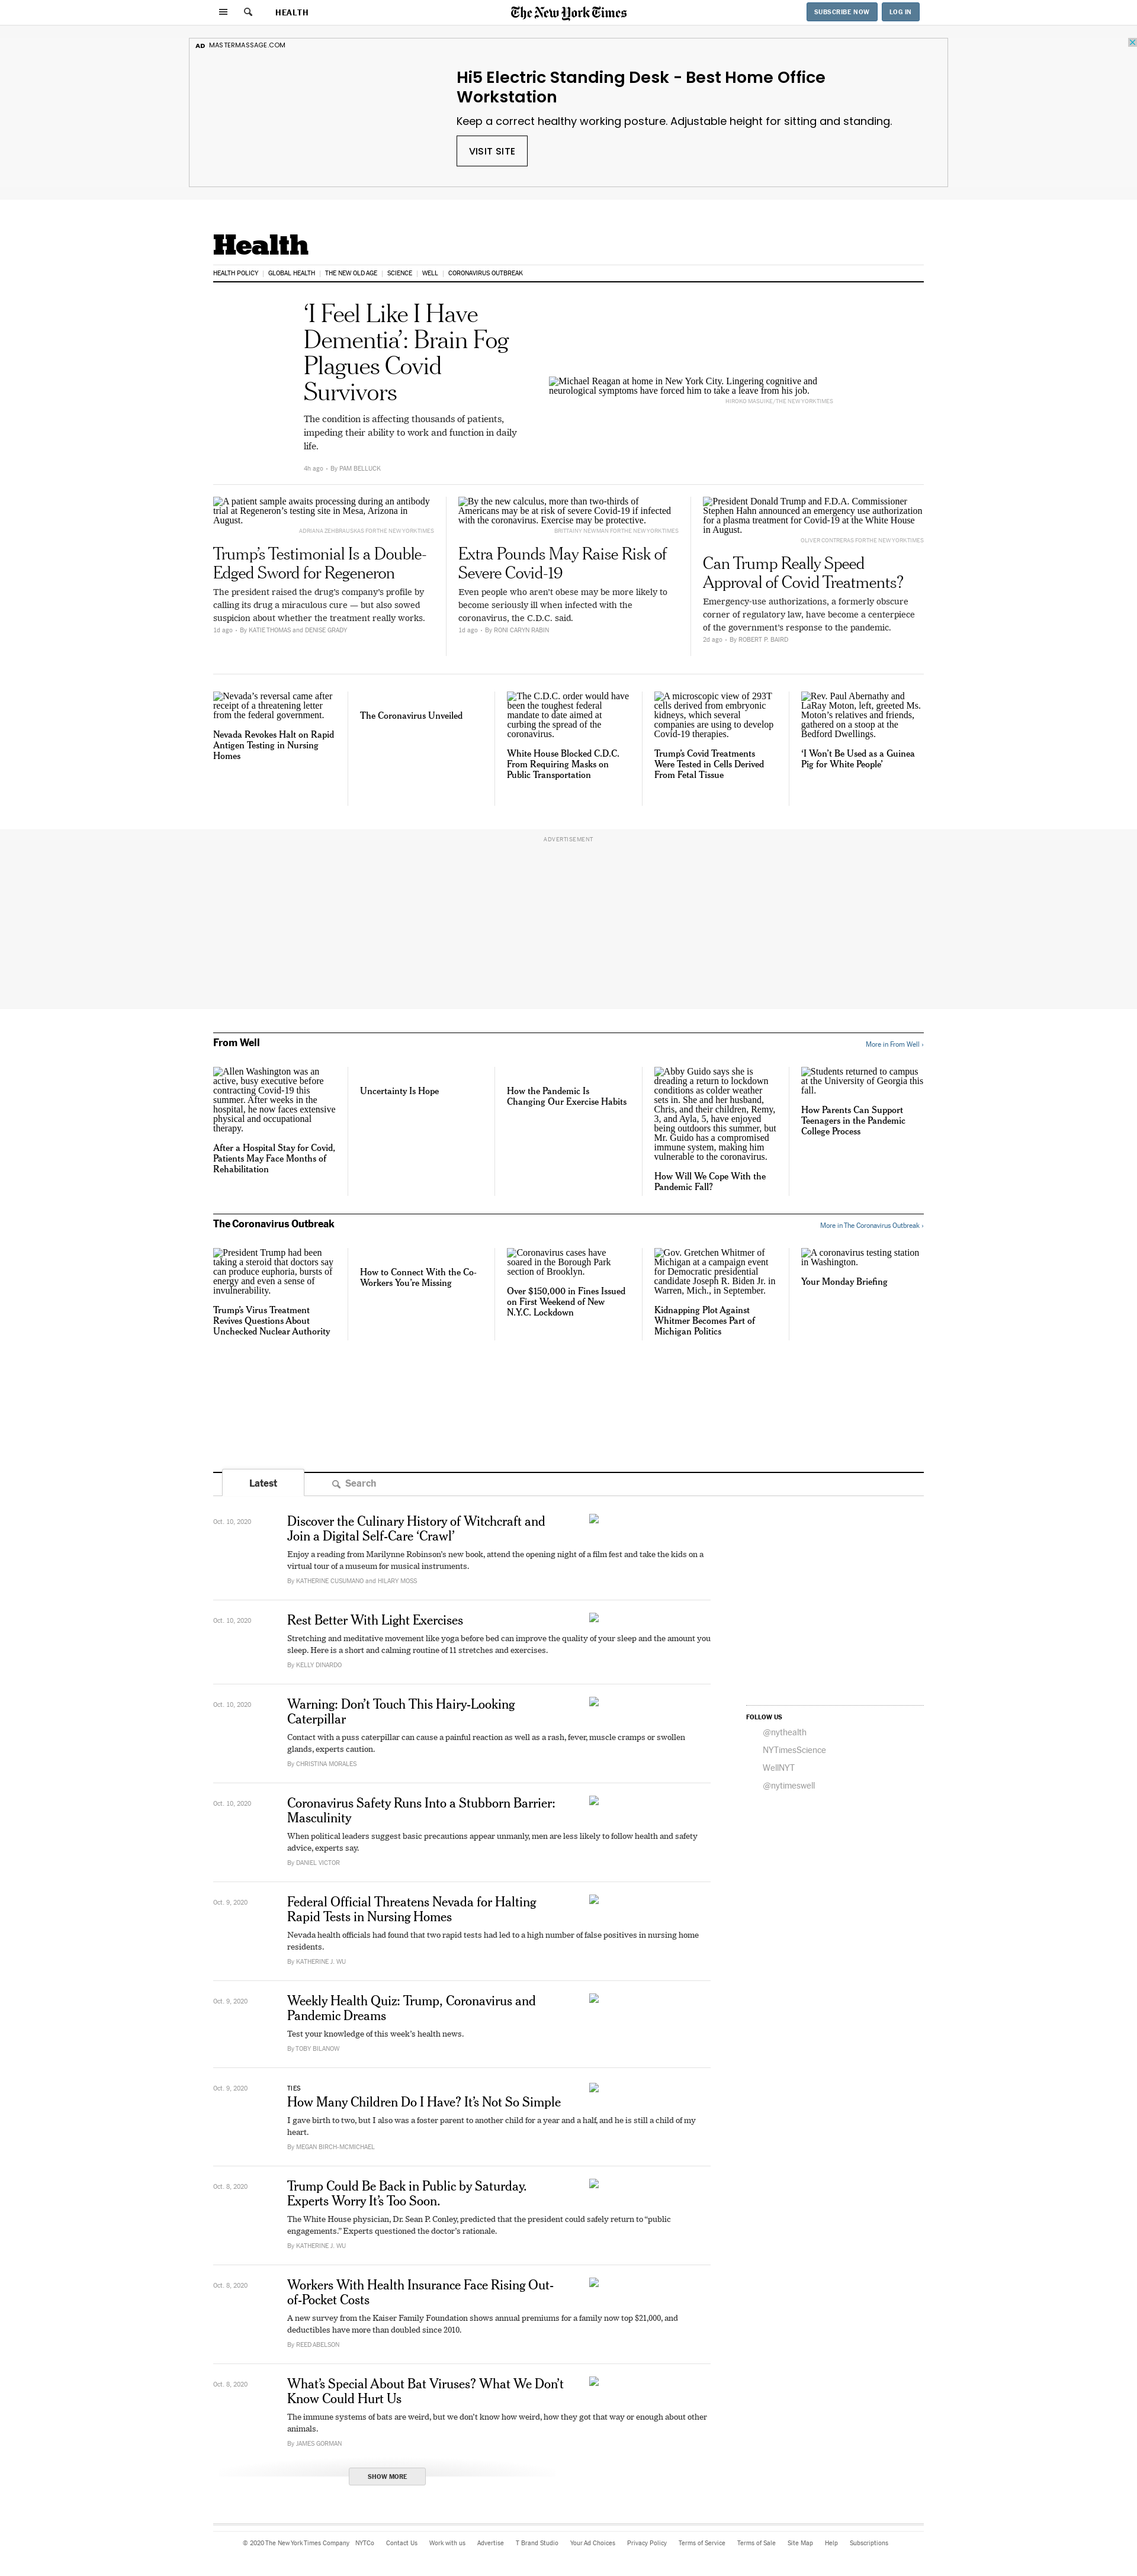 HEALTH
The New York Times
SUBSCRIBE NOW
LOG IN
AD MASTERMASSAGE.COM
Hi5 Electric Standing Desk - Best Home Office
Workstation
Keep a correct healthy working posture. Adjustable height for sitting and standing.
VISIT SITE
Health
HEALTH POLICY
GLOBAL HEALTH
THE NEW OLD AGE
SCIENCE
WELL
CORONAVIRUS OUTBREAK
‘I Feel Like I Have
Dementia’: Brain Fog
Plagues Covid
Survivors
The condition is affecting thousands of patients,
impeding their ability to work and function in daily
life.
4h ago • By PAM BELLUCK
Michael Reagan at home in New York City. Lingering cognitive and
neurological symptoms have forced him to take a leave from his job.
HIROKO MASUIKE/THE NEW YORK TIMES
A patient sample awaits processing during an antibody
trial at Regeneron’s testing site in Mesa, Arizona in
August.
ADRIANA ZEHBRAUSKAS FOR THE NEW YORK TIMES
Trump’s Testimonial Is a Double-
Edged Sword for Regeneron
The president raised the drug’s company’s profile by
calling its drug a miraculous cure — but also sowed
suspicion about whether the treatment really works.
1d ago • By KATIE THOMAS and DENISE GRADY
By the new calculus, more than two-thirds of
Americans may be at risk of severe Covid-19 if infected
with the coronavirus. Exercise may be protective.
BRITTAINY NEWMAN FOR THE NEW YORK TIMES
Extra Pounds May Raise Risk of
Severe Covid-19
Even people who aren’t obese may be more likely to
become seriously ill when infected with the
coronavirus, the C.D.C. said.
1d ago • By RONI CARYN RABIN
President Donald Trump and F.D.A. Commissioner
Stephen Hahn announced an emergency use authorization
for a plasma treatment for Covid-19 at the White House
in August.
OLIVER CONTRERAS FOR THE NEW YORK TIMES
Can Trump Really Speed
Approval of Covid Treatments?
Emergency-use authorizations, a formerly obscure
corner of regulatory law, have become a centerpiece
of the government’s response to the pandemic.
2d ago • By ROBERT P. BAIRD
Nevada’s reversal came after
receipt of a threatening letter
from the federal government.
Nevada Revokes Halt on Rapid
Antigen Testing in Nursing
Homes
The Coronavirus Unveiled
The C.D.C. order would have
been the toughest federal
mandate to date aimed at
curbing the spread of the
coronavirus.
White House Blocked C.D.C.
From Requiring Masks on
Public Transportation
A microscopic view of 293T
cells derived from embryonic
kidneys, which several
companies are using to develop
Covid-19 therapies.
Trump’s Covid Treatments
Were Tested in Cells Derived
From Fetal Tissue
Rev. Paul Abernathy and
LaRay Moton, left, greeted Ms.
Moton’s relatives and friends,
gathered on a stoop at the
Bedford Dwellings.
‘I Won’t Be Used as a Guinea
Pig for White People’
ADVERTISEMENT
From Well
More in From Well ›
Allen Washington was an
active, busy executive before
contracting Covid-19 this
summer. After weeks in the
hospital, he now faces extensive
physical and occupational
therapy.
After a Hospital Stay for Covid,
Patients May Face Months of
Rehabilitation
Uncertainty Is Hope
How the Pandemic Is
Changing Our Exercise Habits
Abby Guido says she is
dreading a return to lockdown
conditions as colder weather
sets in. She and her husband,
Chris, and their children, Remy,
3, and Ayla, 5, have enjoyed
being outdoors this summer, but
Mr. Guido has a compromised
immune system, making him
vulnerable to the coronavirus.
How Will We Cope With the
Pandemic Fall?
Students returned to campus
at the University of Georgia this
fall.
How Parents Can Support
Teenagers in the Pandemic
College Process
The Coronavirus Outbreak
More in The Coronavirus Outbreak ›
President Trump had been
taking a steroid that doctors say
can produce euphoria, bursts of
energy and even a sense of
invulnerability.
Trump’s Virus Treatment
Revives Questions About
Unchecked Nuclear Authority
How to Connect With the Co-
Workers You’re Missing
Coronavirus cases have
soared in the Borough Park
section of Brooklyn.
Over $150,000 in Fines Issued
on First Weekend of New
N.Y.C. Lockdown
Gov. Gretchen Whitmer of
Michigan at a campaign event
for Democratic presidential
candidate Joseph R. Biden Jr. in
Warren, Mich., in September.
Kidnapping Plot Against
Whitmer Becomes Part of
Michigan Politics
A coronavirus testing station
in Washington.
Your Monday Briefing
Latest
Search
Oct. 10, 2020
Discover the Culinary History of Witchcraft and
Join a Digital Self-Care ‘Crawl’
Enjoy a reading from Marilynne Robinson’s new book, attend the opening night of a film fest and take the kids on a
virtual tour of a museum for musical instruments.
By KATHERINE CUSUMANO and HILARY MOSS
Oct. 10, 2020
Rest Better With Light Exercises
Stretching and meditative movement like yoga before bed can improve the quality of your sleep and the amount you
sleep. Here is a short and calming routine of 11 stretches and exercises.
By KELLY DINARDO
Oct. 10, 2020
Warning: Don’t Touch This Hairy-Looking
Caterpillar
Contact with a puss caterpillar can cause a painful reaction as well as a rash, fever, muscle cramps or swollen
glands, experts caution.
By CHRISTINA MORALES
Oct. 10, 2020
Coronavirus Safety Runs Into a Stubborn Barrier:
Masculinity
When political leaders suggest basic precautions appear unmanly, men are less likely to follow health and safety
advice, experts say.
By DANIEL VICTOR
Oct. 9, 2020
Federal Official Threatens Nevada for Halting
Rapid Tests in Nursing Homes
Nevada health officials had found that two rapid tests had led to a high number of false positives in nursing home
residents.
By KATHERINE J. WU
Oct. 9, 2020
Weekly Health Quiz: Trump, Coronavirus and
Pandemic Dreams
Test your knowledge of this week’s health news.
By TOBY BILANOW
Oct. 9, 2020
TIES
How Many Children Do I Have? It’s Not So Simple
I gave birth to two, but I also was a foster parent to another child for a year and a half, and he is still a child of my
heart.
By MEGAN BIRCH-MCMICHAEL
Oct. 8, 2020
Trump Could Be Back in Public by Saturday.
Experts Worry It’s Too Soon.
The White House physician, Dr. Sean P. Conley, predicted that the president could safely return to “public
engagements.” Experts questioned the doctor’s rationale.
By KATHERINE J. WU
Oct. 8, 2020
Workers With Health Insurance Face Rising Out-
of-Pocket Costs
A new survey from the Kaiser Family Foundation shows annual premiums for a family now top $21,000, and
deductibles have more than doubled since 2010.
By REED ABELSON
Oct. 8, 2020
What’s Special About Bat Viruses? What We Don’t
Know Could Hurt Us
The immune systems of bats are weird, but we don’t know how weird, how they got that way or enough about other
animals.
By JAMES GORMAN
SHOW MORE
FOLLOW US
@nythealth
NYTimesScience
WellNYT
@nytimeswell
© 2020 The New York Times Company
NYTCo
Contact Us
Work with us
Advertise
T Brand Studio
Your Ad Choices
Privacy Policy
Terms of Service
Terms of Sale
Site Map
Help
Subscriptions